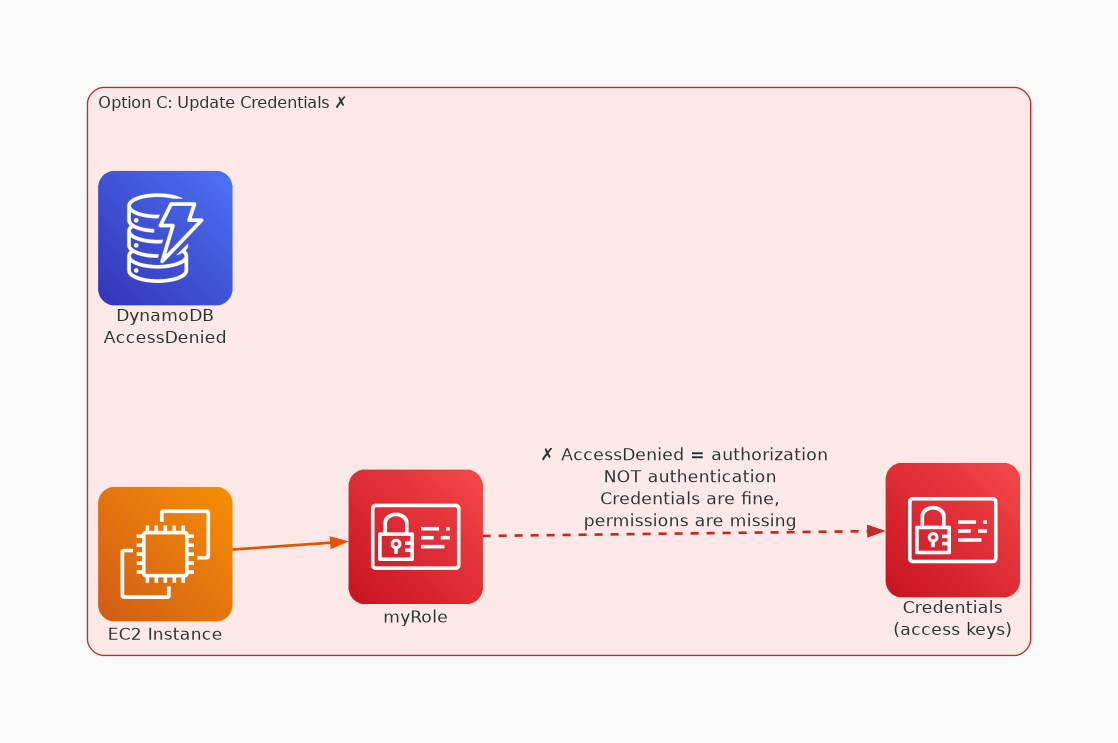 Option C: Update Credentials ✗
DynamoDB
AccessDenied
✗ AccessDenied = authorization
NOT authentication
Credentials are fine,
permissions are missing
EC2 Instance
myRole
Credentials
(access keys)